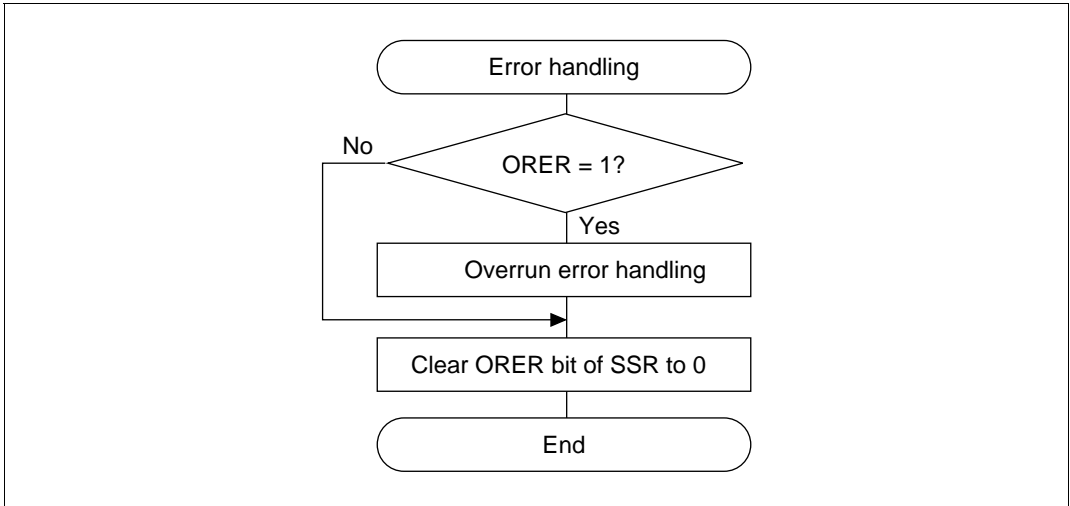 Error handling
No
ORER = 1?
Yes
Overrun error handling
Clear ORER bit of SSR to 0
End